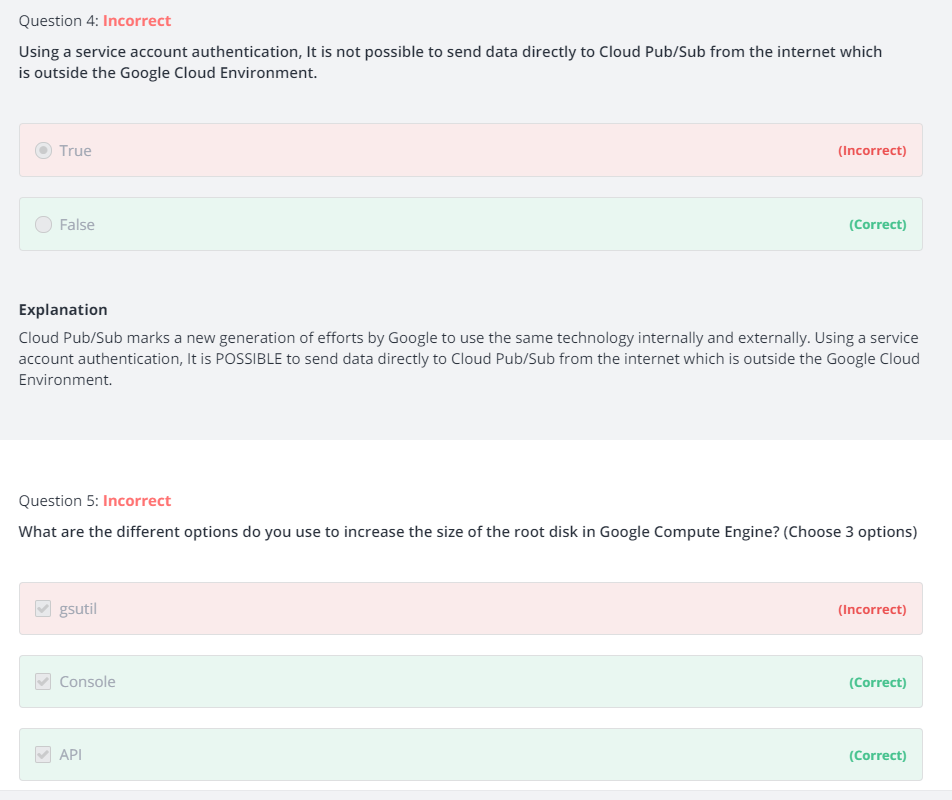 Question 4: Incorrect
Using a service account authentication, It is not possible to send data directly to Cloud Pub/Sub from the internet which
is outside the Google Cloud Environment.
True (Incorrect)
False (Correct)
Explanation
Cloud Pub/Sub marks a new generation of efforts by Google to use the same technology internally and externally. Using a service
account authentication, It is POSSIBLE to send data directly to Cloud Pub/Sub from the internet which is outside the Google Cloud
Environment.
Question 5: Incorrect
What are the different options do you use to increase the size of the root disk in Google Compute Engine? (Choose 3 options)
gsutil (Incorrect)
Console (Correct)
API (Correct)